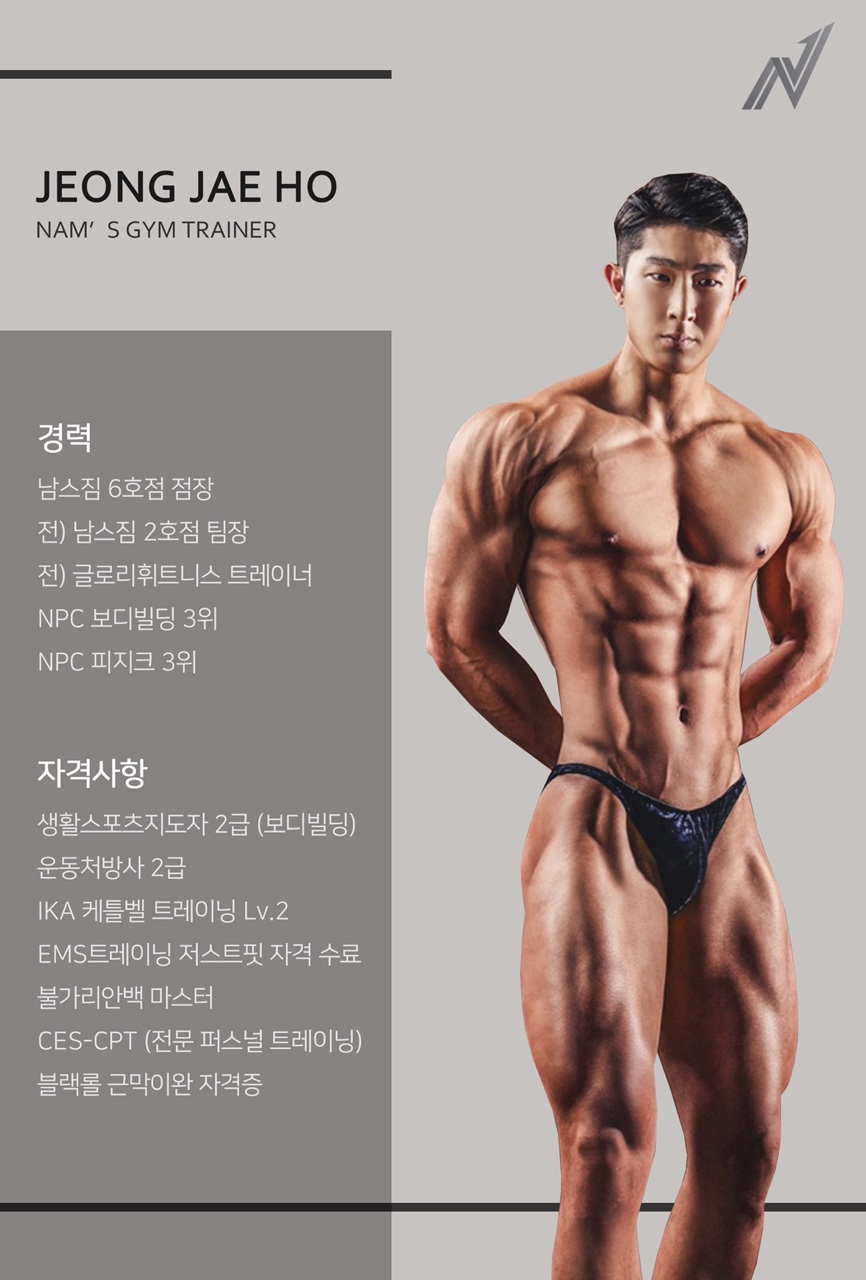 JEONG JAE HO
NAM’S GYM TRAINER
경력
남스짐 6호점 점장
전) 남스짐 2호점 팀장
전) 글로리휘트니스 트레이너
NPC 보디빌딩 3위
NPC 피지크 3위
자격사항
생활스포츠지도자 2급 (보디빌딩)
운동처방사 2급
IKA 케틀벨 트레이닝 Lv.2
EMS트레이닝 저스트핏 자격 수료
불가리안백 마스터
CES-CPT (전문 퍼스널 트레이닝)
블랙롤 근막이완 자격증